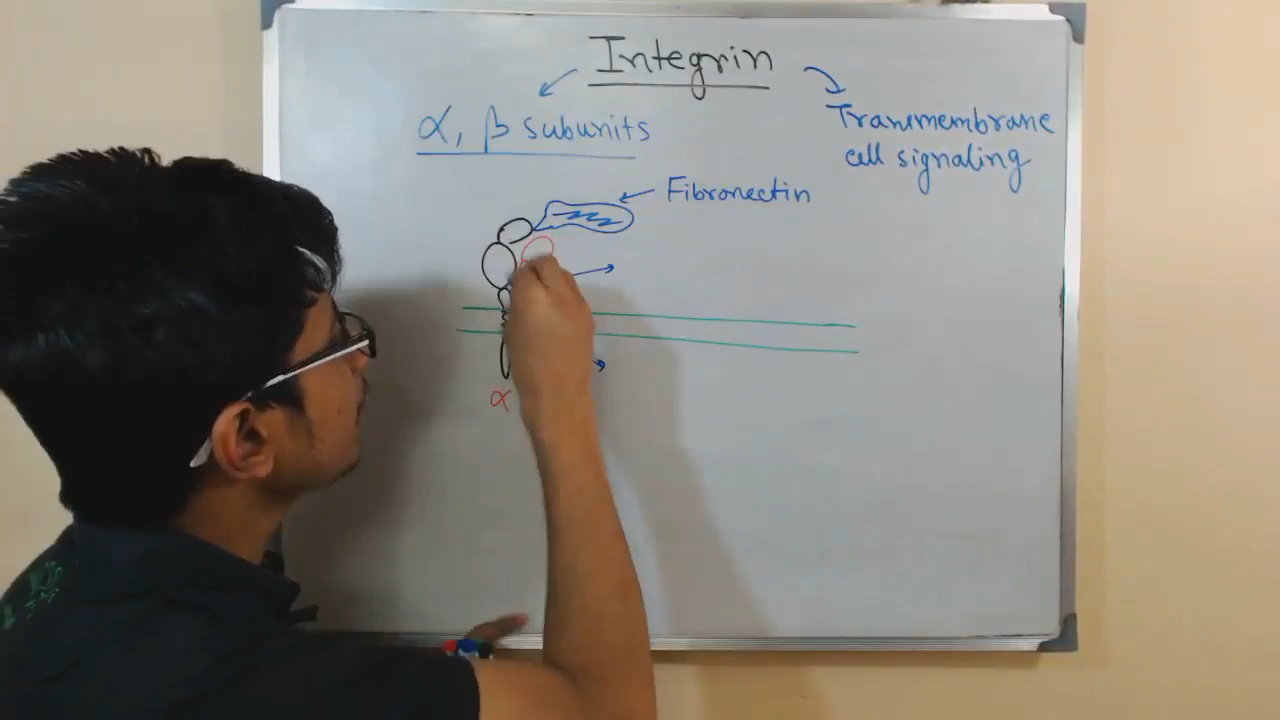 Integrin
α, β subunits
Transmembrane
cell signaling
Fibronectin
α